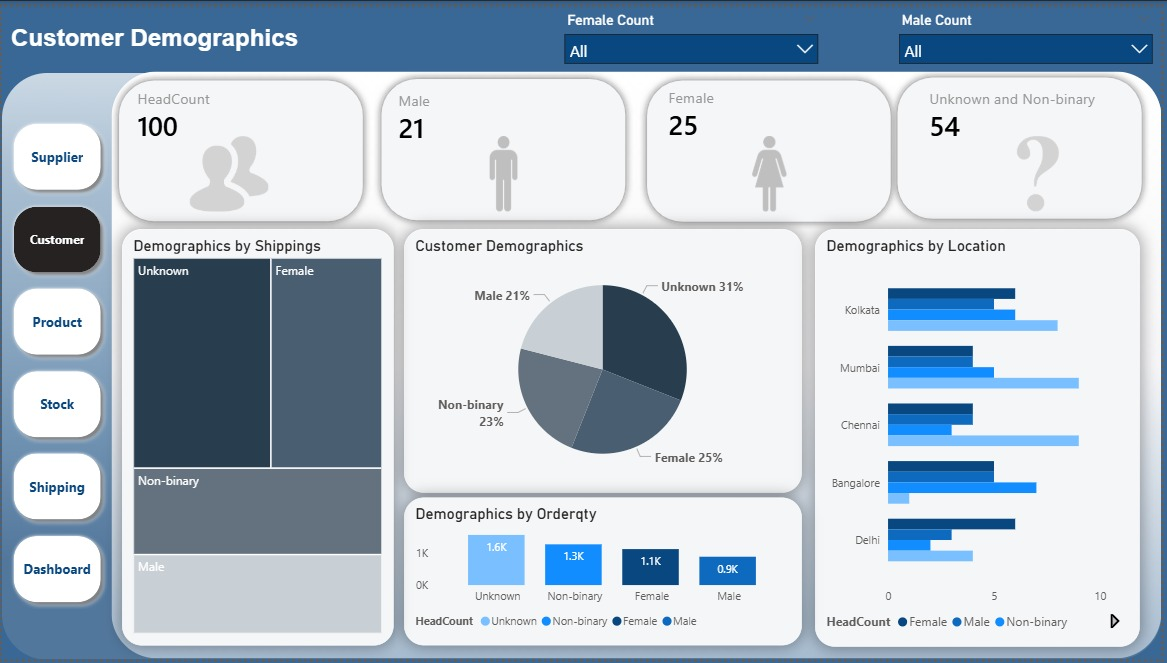 Customer Demographics
Female Count
All
Male Count
All
Supplier
Customer
Product
Stock
Shipping
Dashboard
HeadCount
100
Male
21
Female
25
Unknown and Non-binary
54
Demographics by Shippings
Unknown
Female
Non-binary
Male
Customer Demographics
Male 21%
Unknown 31%
Non-binary
23%
Female 25%
Demographics by Orderqty
1K
0K
1.6K
1.3K
1.1K
0.9K
Unknown
Non-binary
Female
Male
HeadCount Unknown Non-binary Female Male
Demographics by Location
Kolkata
Mumbai
Chennai
Bangalore
Delhi
0 5 10
HeadCount Female Male Non-binary